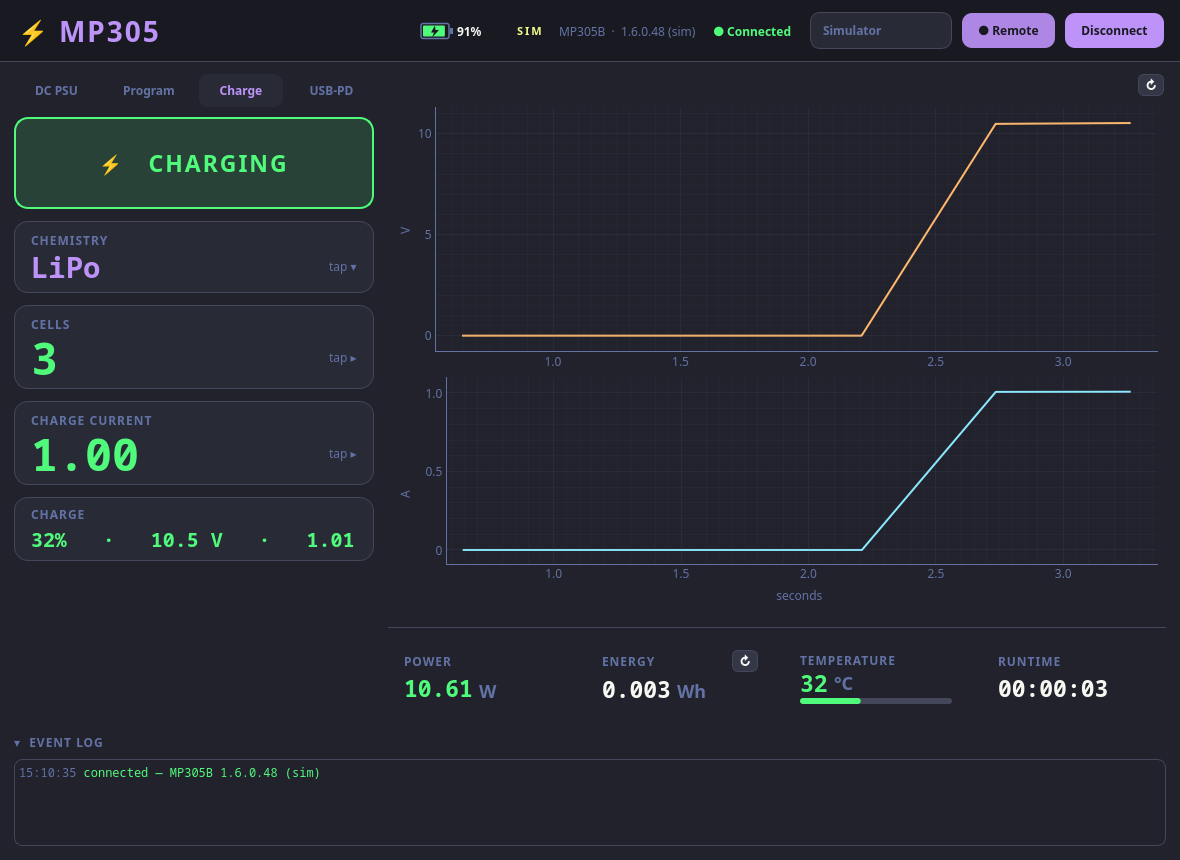 ⚡ MP305
91% SIM MP305B · 1.6.0.48 (sim) ● Connected Simulator ● Remote Disconnect
DC PSU Program Charge USB-PD
⚡ CHARGING
CHEMISTRY
LiPo tap ▾
CELLS
3 tap ▸
CHARGE CURRENT
1.00 tap ▸
CHARGE
32% · 10.5 V · 1.01
10
V
5
0
1.0 1.5 2.0 2.5 3.0
1.0
0.5
A
0
1.0 1.5 2.0 2.5 3.0
seconds
POWER
10.61 W
ENERGY ↻
0.003 Wh
TEMPERATURE
32 °C
RUNTIME
00:00:03
▾ EVENT LOG
15:10:35 connected — MP305B 1.6.0.48 (sim)